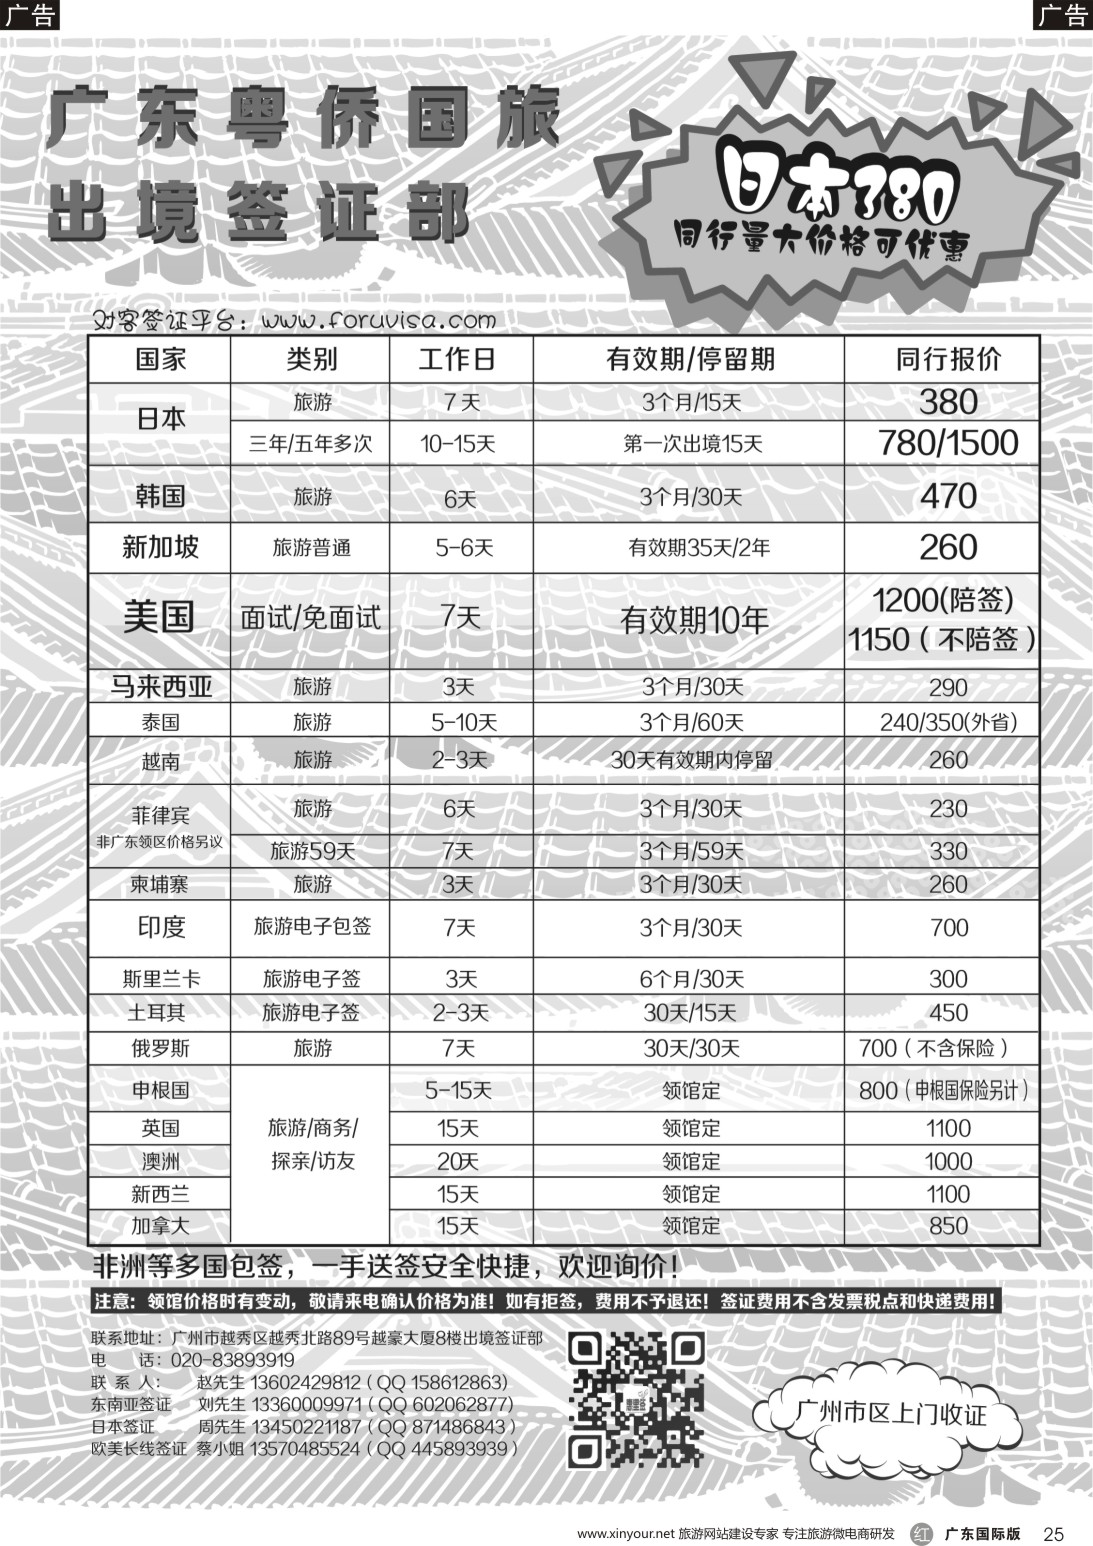 广告
广告
广东粤侨国旅
出境签证部
日本380
同行量大价格可优惠
对客签证平台：www.foruvisa.com
国家 类别 工作日 有效期/停留期 同行报价
日本 旅游 7天 3个月/15天 380
三年/五年多次 10-15天 第一次出境15天 780/1500
韩国 旅游 6天 3个月/30天 470
新加坡 旅游普通 5-6天 有效期35天/2年 260
美国 面试/免面试 7天 有效期10年 1200(陪签)
1150（不陪签）
马来西亚 旅游 3天 3个月/30天 290
泰国 旅游 5-10天 3个月/60天 240/350(外省)
越南 旅游 2-3天 30天有效期内停留 260
菲律宾 旅游 6天 3个月/30天 230
非广东领区价格另议 旅游59天 7天 3个月/59天 330
柬埔寨 旅游 3天 3个月/30天 260
印度 旅游电子包签 7天 3个月/30天 700
斯里兰卡 旅游电子签 3天 6个月/30天 300
土耳其 旅游电子签 2-3天 30天/15天 450
俄罗斯 旅游 7天 30天/30天 700（不含保险）
申根国 5-15天 领馆定 800（申根国保险另计）
英国 旅游/商务/ 15天 领馆定 1100
澳洲 探亲/访友 20天 领馆定 1000
新西兰 15天 领馆定 1100
加拿大 15天 领馆定 850
非洲等多国包签，一手送签安全快捷，欢迎询价！
注意：领馆价格时有变动，敬请来电确认价格为准！如有拒签，费用不予退还！签证费用不含发票税点和快递费用！
联系地址：广州市越秀区越秀北路89号越豪大厦8楼出境签证部
电 话：020-83893919
联 系 人： 赵先生 13602429812（QQ 158612863）
东南亚签证 刘先生 13360009971（QQ 602062877）
日本签证 周先生 13450221187（QQ 871486843）
欧美长线签证 蔡小姐 13570485524（QQ 445893939）
广州市区上门收证
www.xinyour.net 旅游网站建设专家 专注旅游微电商研发 红 广东国际版 25